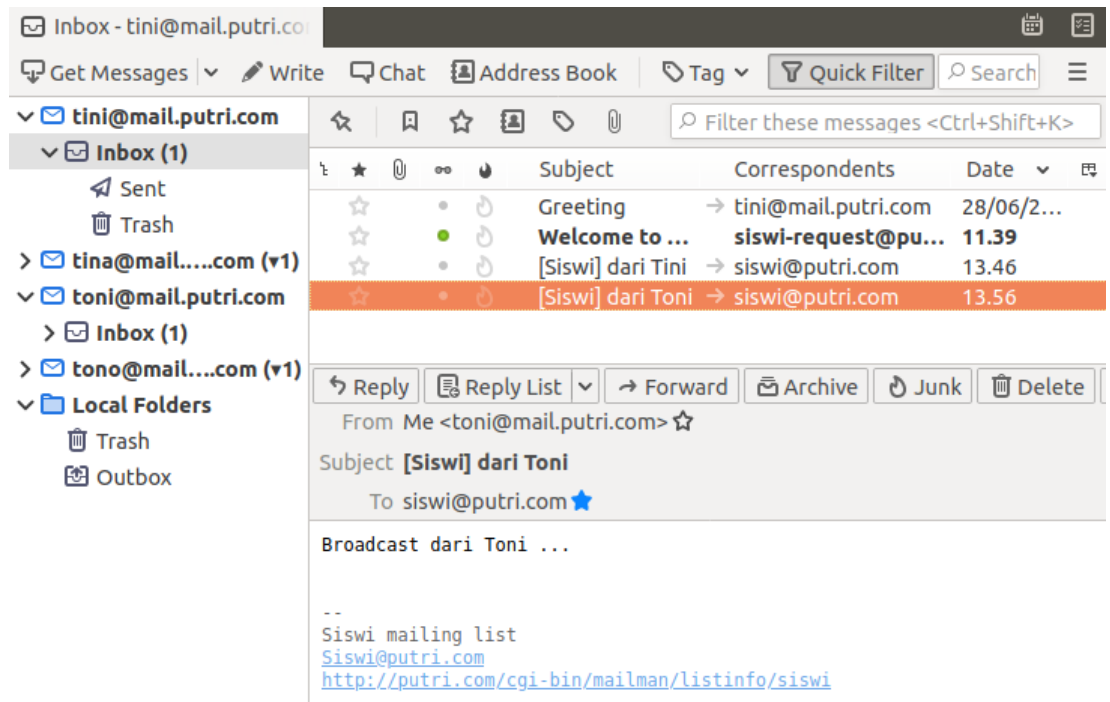 Inbox - tini@mail.putri.co
Get Messages Write Chat Address Book Tag Quick Filter Search
tini@mail.putri.com
Inbox (1)
Sent
Trash
tina@mail.….com (▾1)
toni@mail.putri.com
Inbox (1)
tono@mail….com (▾1)
Local Folders
Trash
Outbox
Filter these messages <Ctrl+Shift+K>
Subject Correspondents Date
Greeting → tini@mail.putri.com 28/06/2...
Welcome to ... siswi-request@pu... 11.39
[Siswi] dari Tini → siswi@putri.com 13.46
[Siswi] dari Toni → siswi@putri.com 13.56
Reply Reply List Forward Archive Junk Delete
From Me <toni@mail.putri.com>
Subject [Siswi] dari Toni
To siswi@putri.com
Broadcast dari Toni ...
--
Siswi mailing list
Siswi@putri.com
http://putri.com/cgi-bin/mailman/listinfo/siswi